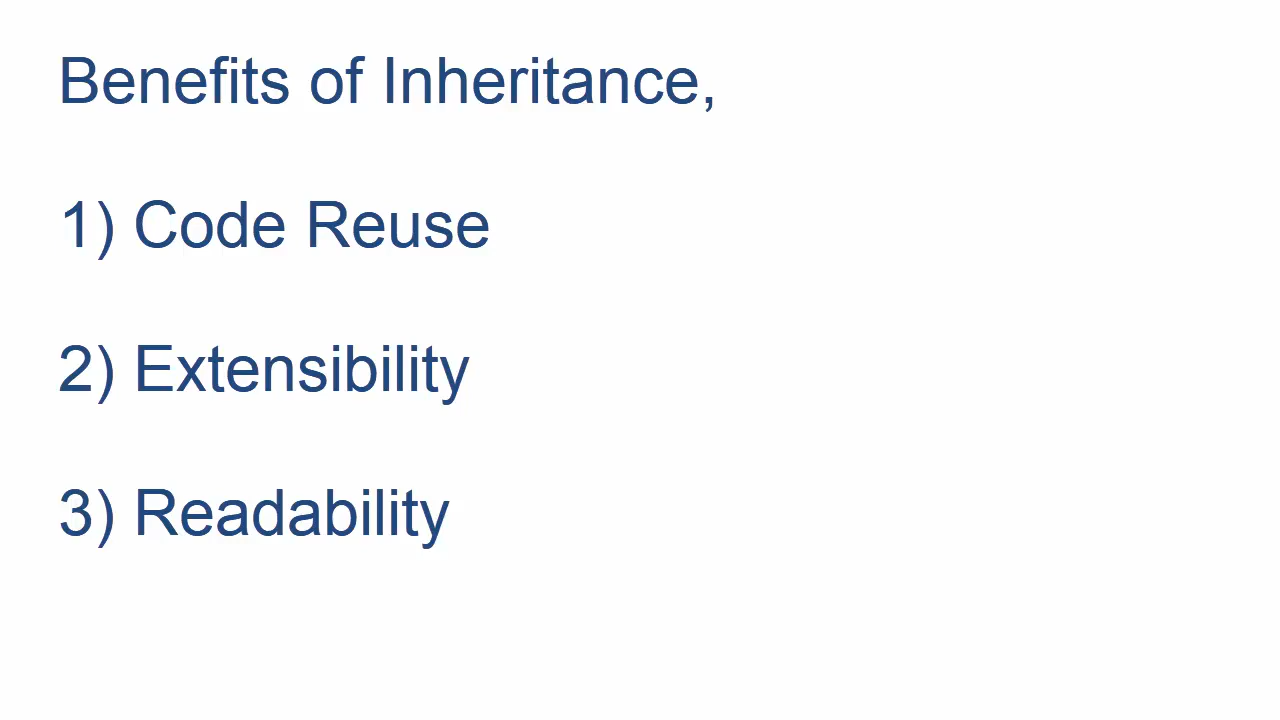 Benefits of Inheritance,
1) Code Reuse
2) Extensibility
3) Readability